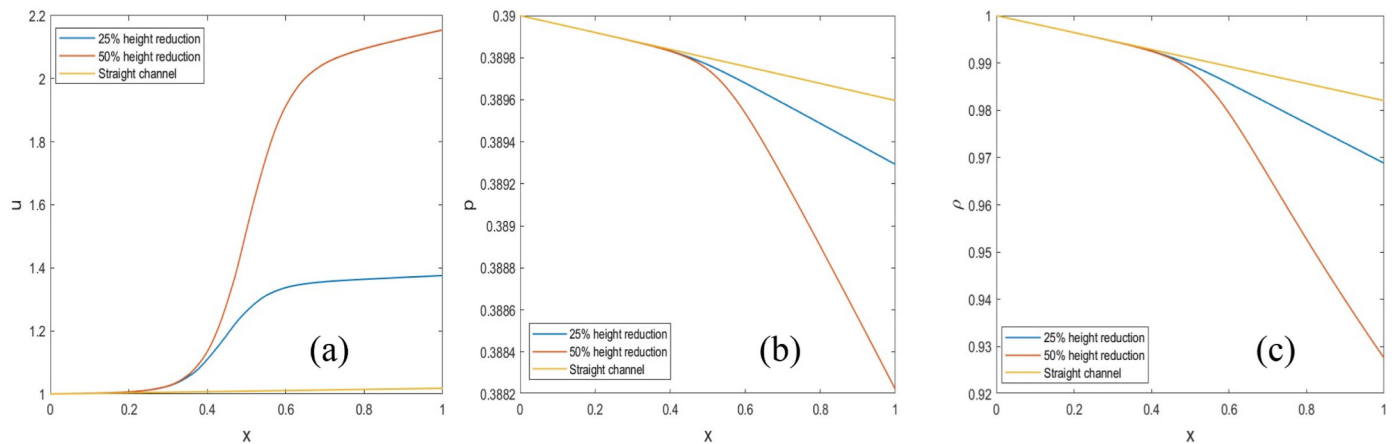 2.2
2
1.8
1.6
1.4
1.2
1
0 0.2 0.4 0.6 0.8 1
u
x
25% height reduction
50% height reduction
Straight channel
(a)
0.39
0.3898
0.3896
0.3894
0.3892
0.389
0.3888
0.3886
0.3884
0.3882
0 0.2 0.4 0.6 0.8 1
p
x
25% height reduction
50% height reduction
Straight channel
(b)
1
0.99
0.98
0.97
0.96
0.95
0.94
0.93
0.92
0 0.2 0.4 0.6 0.8 1
ρ
x
25% height reduction
50% height reduction
Straight channel
(c)